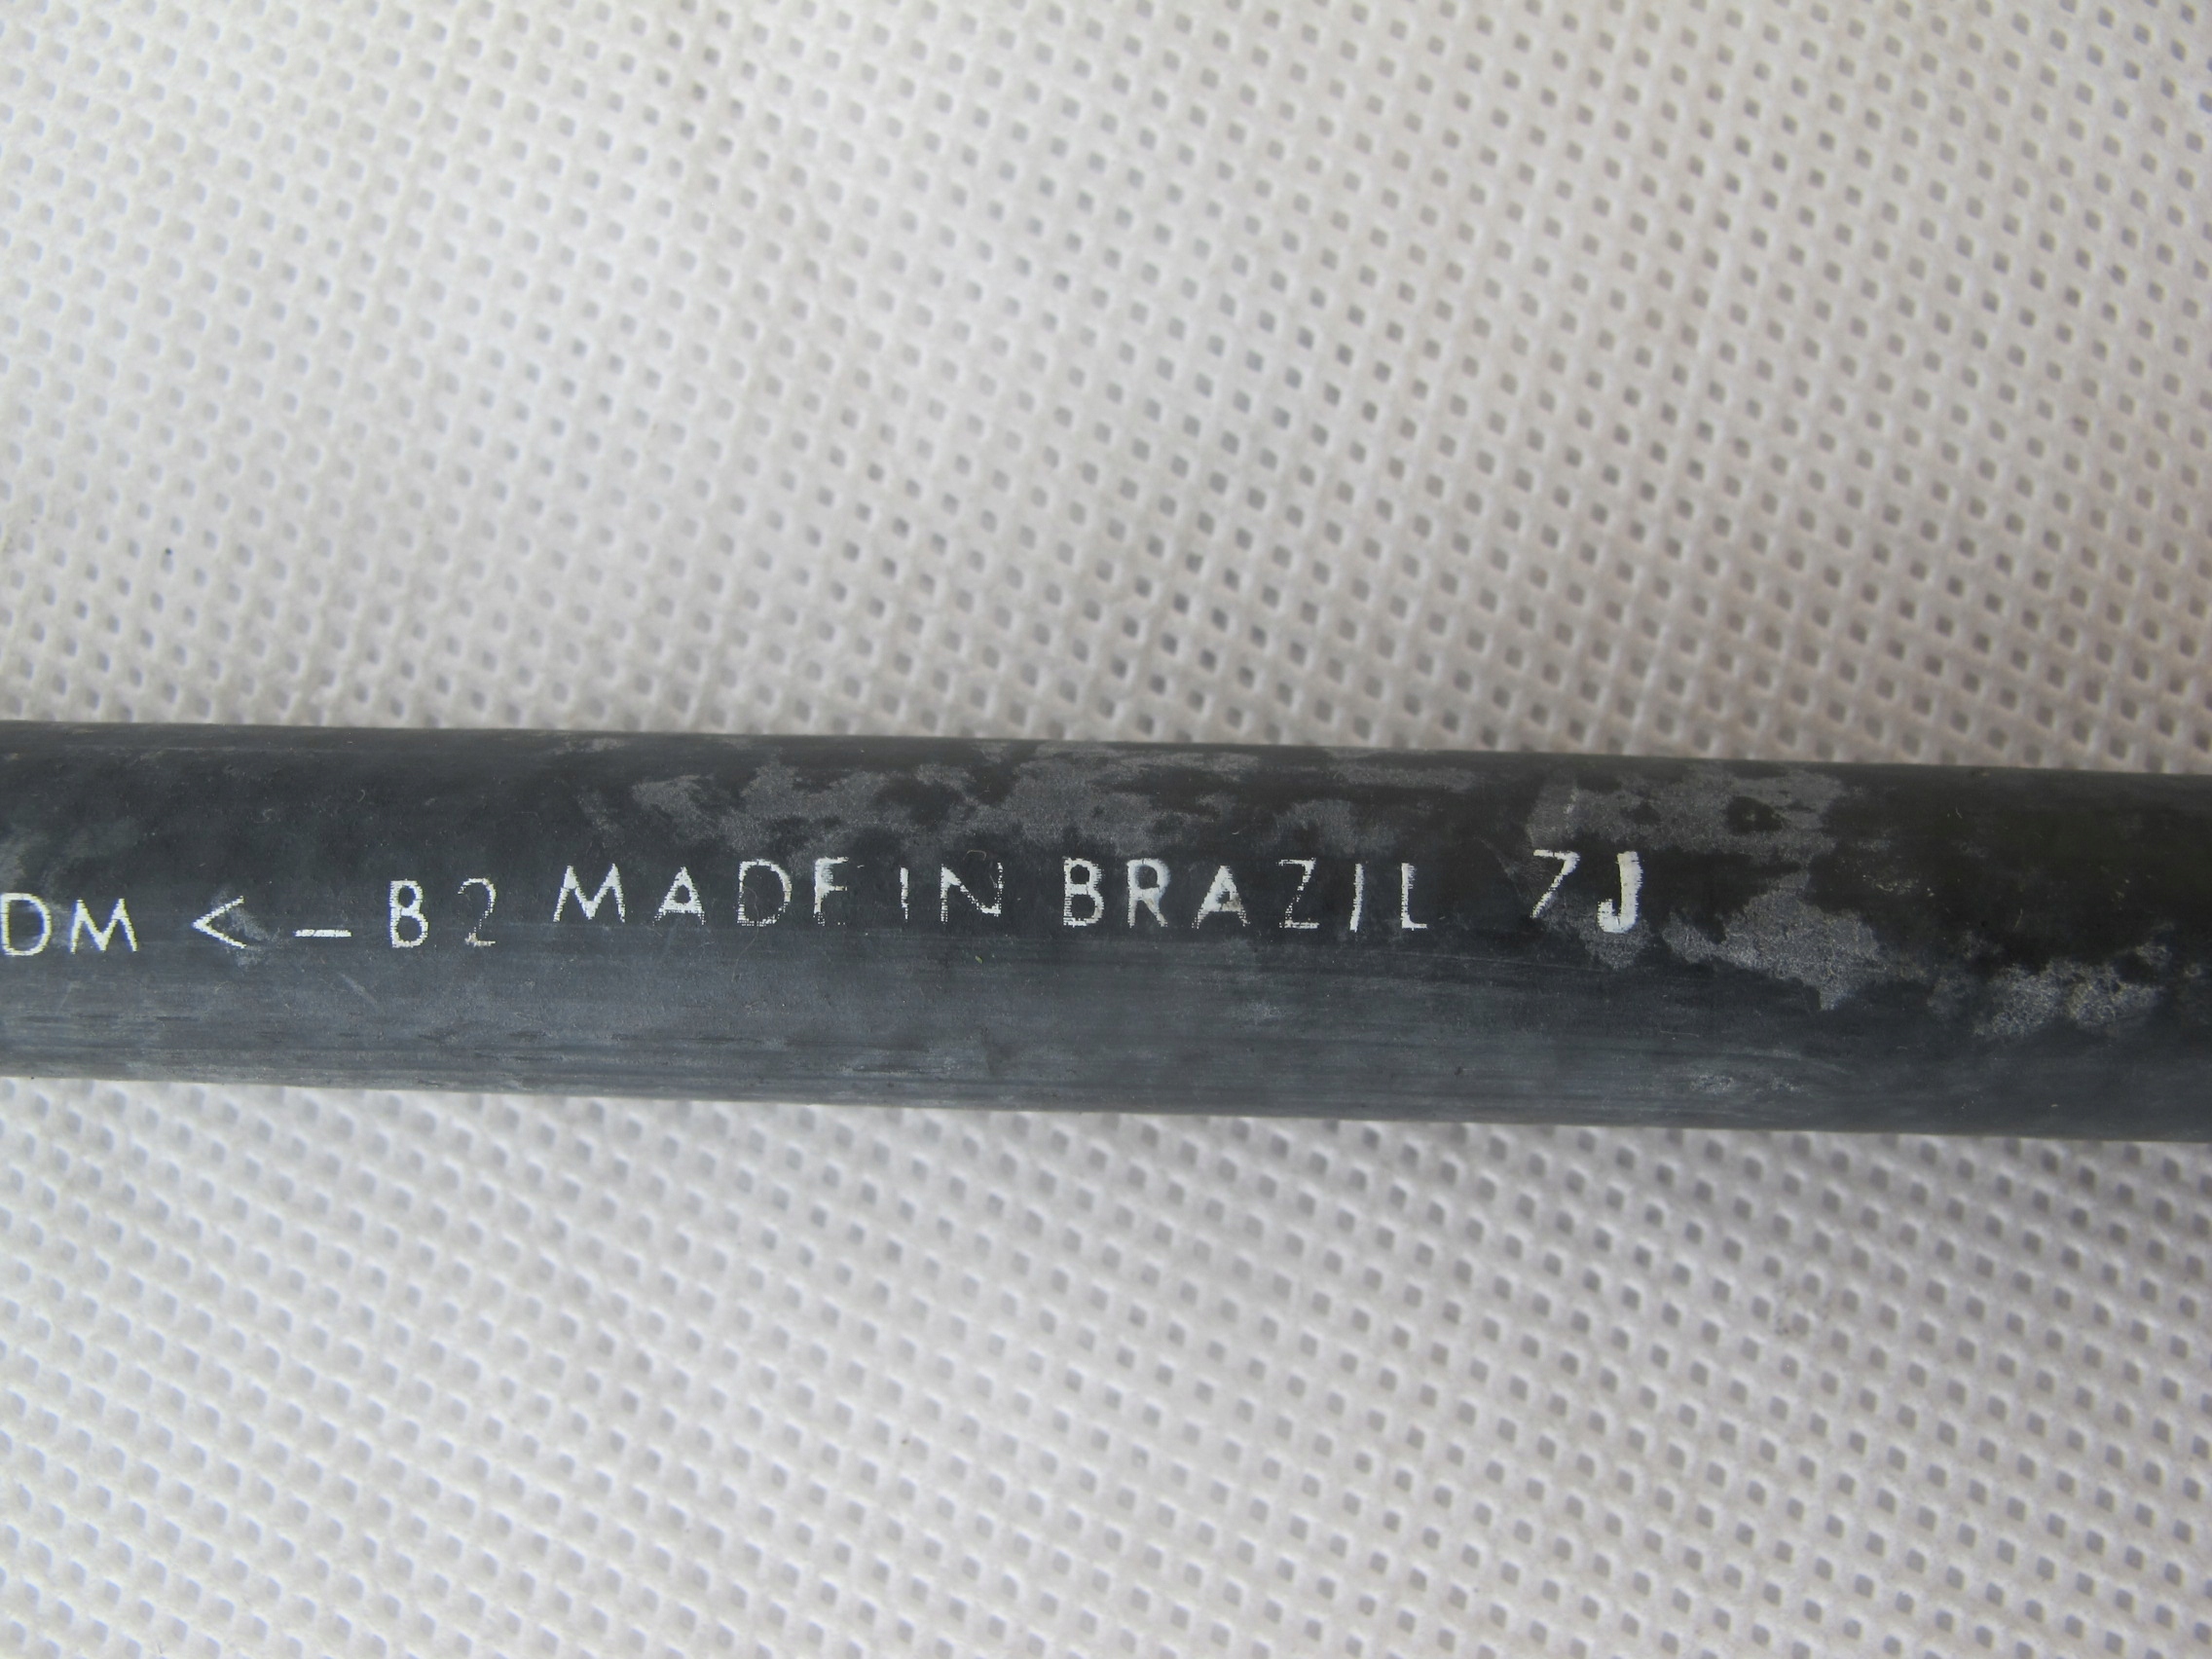 DM < - B2 MADE IN BRAZIL 7J